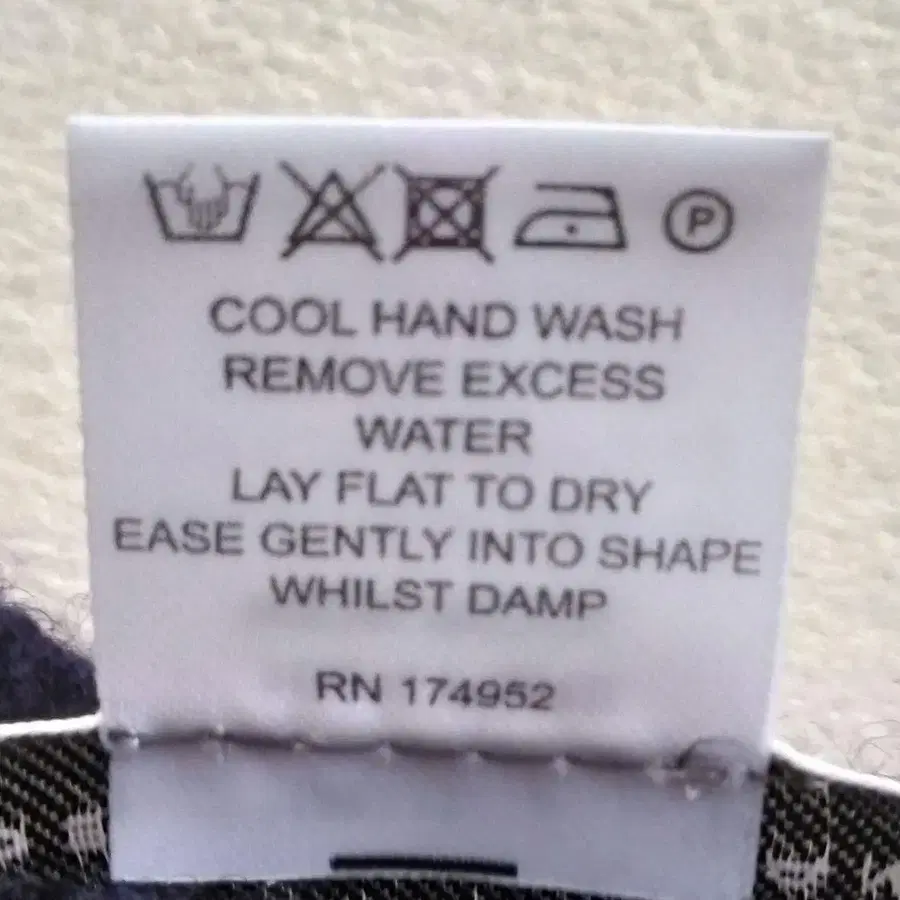 P
COOL HAND WASH
REMOVE EXCESS
WATER
LAY FLAT TO DRY
EASE GENTLY INTO SHAPE
WHILST DAMP
RN 174952